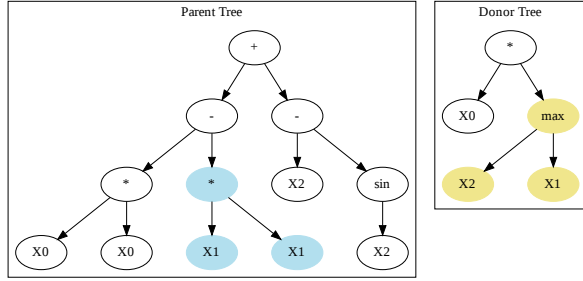 Parent Tree
+
- -
* * X2 sin
X0 X0 X1 X1 X2
Donor Tree
*
X0 max
X2 X1